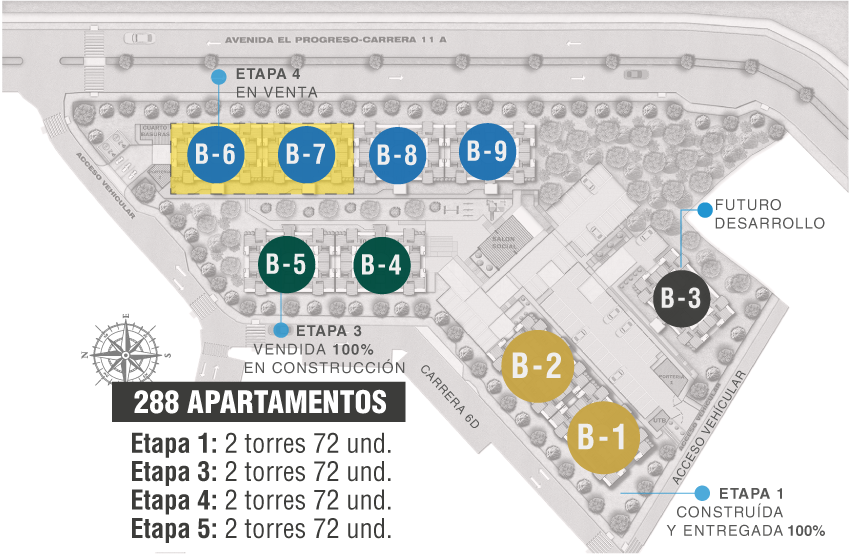 AVENIDA EL PROGRESO-CARRERA 11 A
ETAPA 4
EN VENTA
CUARTO
BASURAS
B-6
B-7
B-8
B-9
ACCESO VEHICULAR
FUTURO
DESARROLLO
SALON
SOCIAL
B-5
B-4
B-3
ETAPA 3
VENDIDA 100%
EN CONSTRUCCIÓN
N
S
B-2
PORTERIA
CARRERA 6D
288 APARTAMENTOS
B-1
UTB
ACCESO VEHICULAR
Etapa 1: 2 torres 72 und.
Etapa 3: 2 torres 72 und.
Etapa 4: 2 torres 72 und.
Etapa 5: 2 torres 72 und.
ETAPA 1
CONSTRUÍDA
Y ENTREGADA 100%